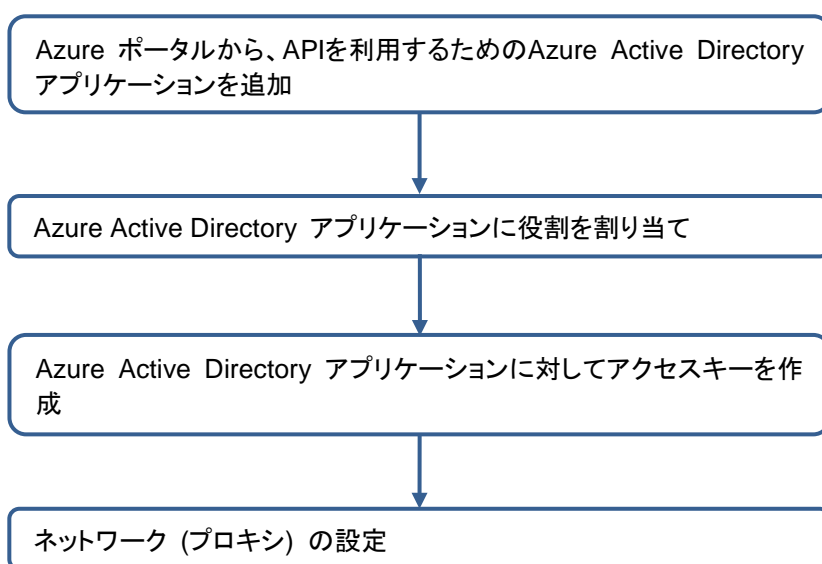 Azure ポータルから、APIを利用するためのAzure Active Directory
アプリケーションを追加
Azure Active Directory アプリケーションに役割を割り当て
Azure Active Directory アプリケーションに対してアクセスキーを作
成
ネットワーク (プロキシ) の設定